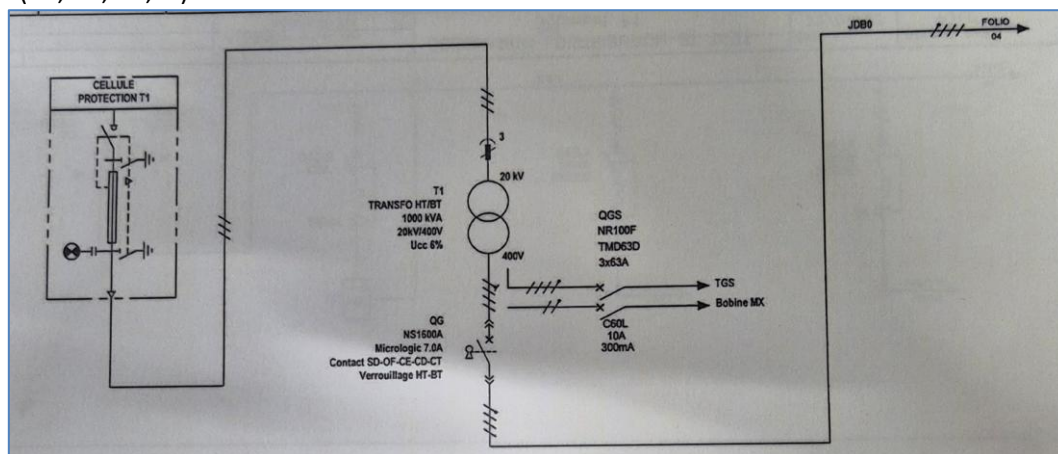 CELLULE
PROTECTION T1
3
20 kV
T1
TRANSFO HT/BT
1000 kVA
20kV/400V
Ucc 6%
400V
QGS
NR100F
TMD63D
3x63A
TGS
Bobine MX
C60L
10A
300mA
QG
NS1600A
Micrologic 7.0A
Contact SD-OF-CE-CD-CT
Verrouillage HT-BT
JDB0
FOLIO
04